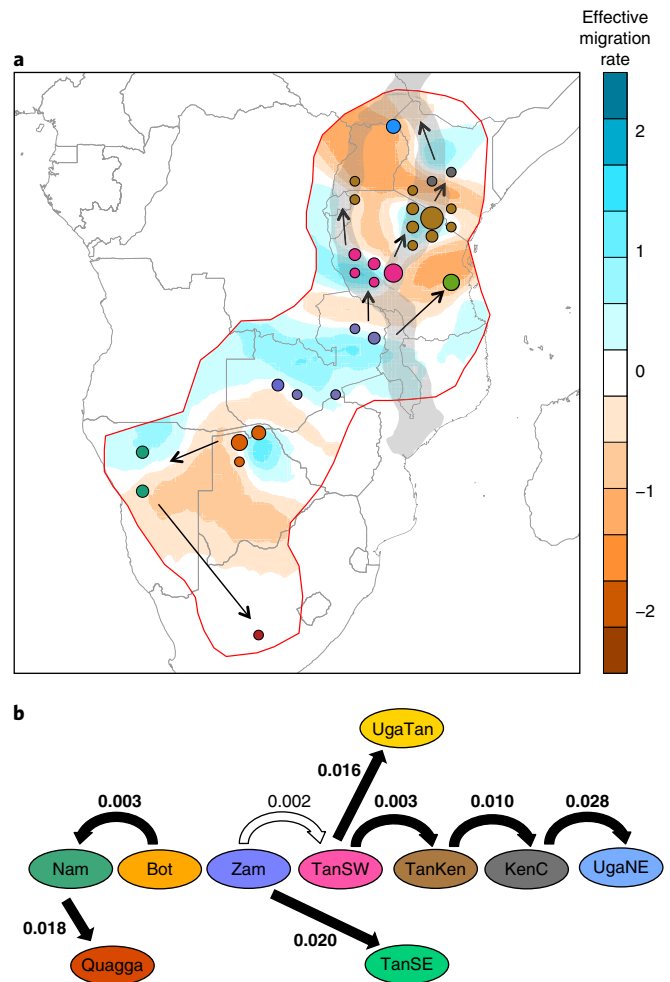 Effective
migration
rate
a
2
1
0
−1
−2
b
UgaTan
0.016
0.003
0.002
0.003
0.010
0.028
Nam
Bot
Zam
TanSW
TanKen
KenC
UgaNE
0.018
0.020
Quagga
TanSE